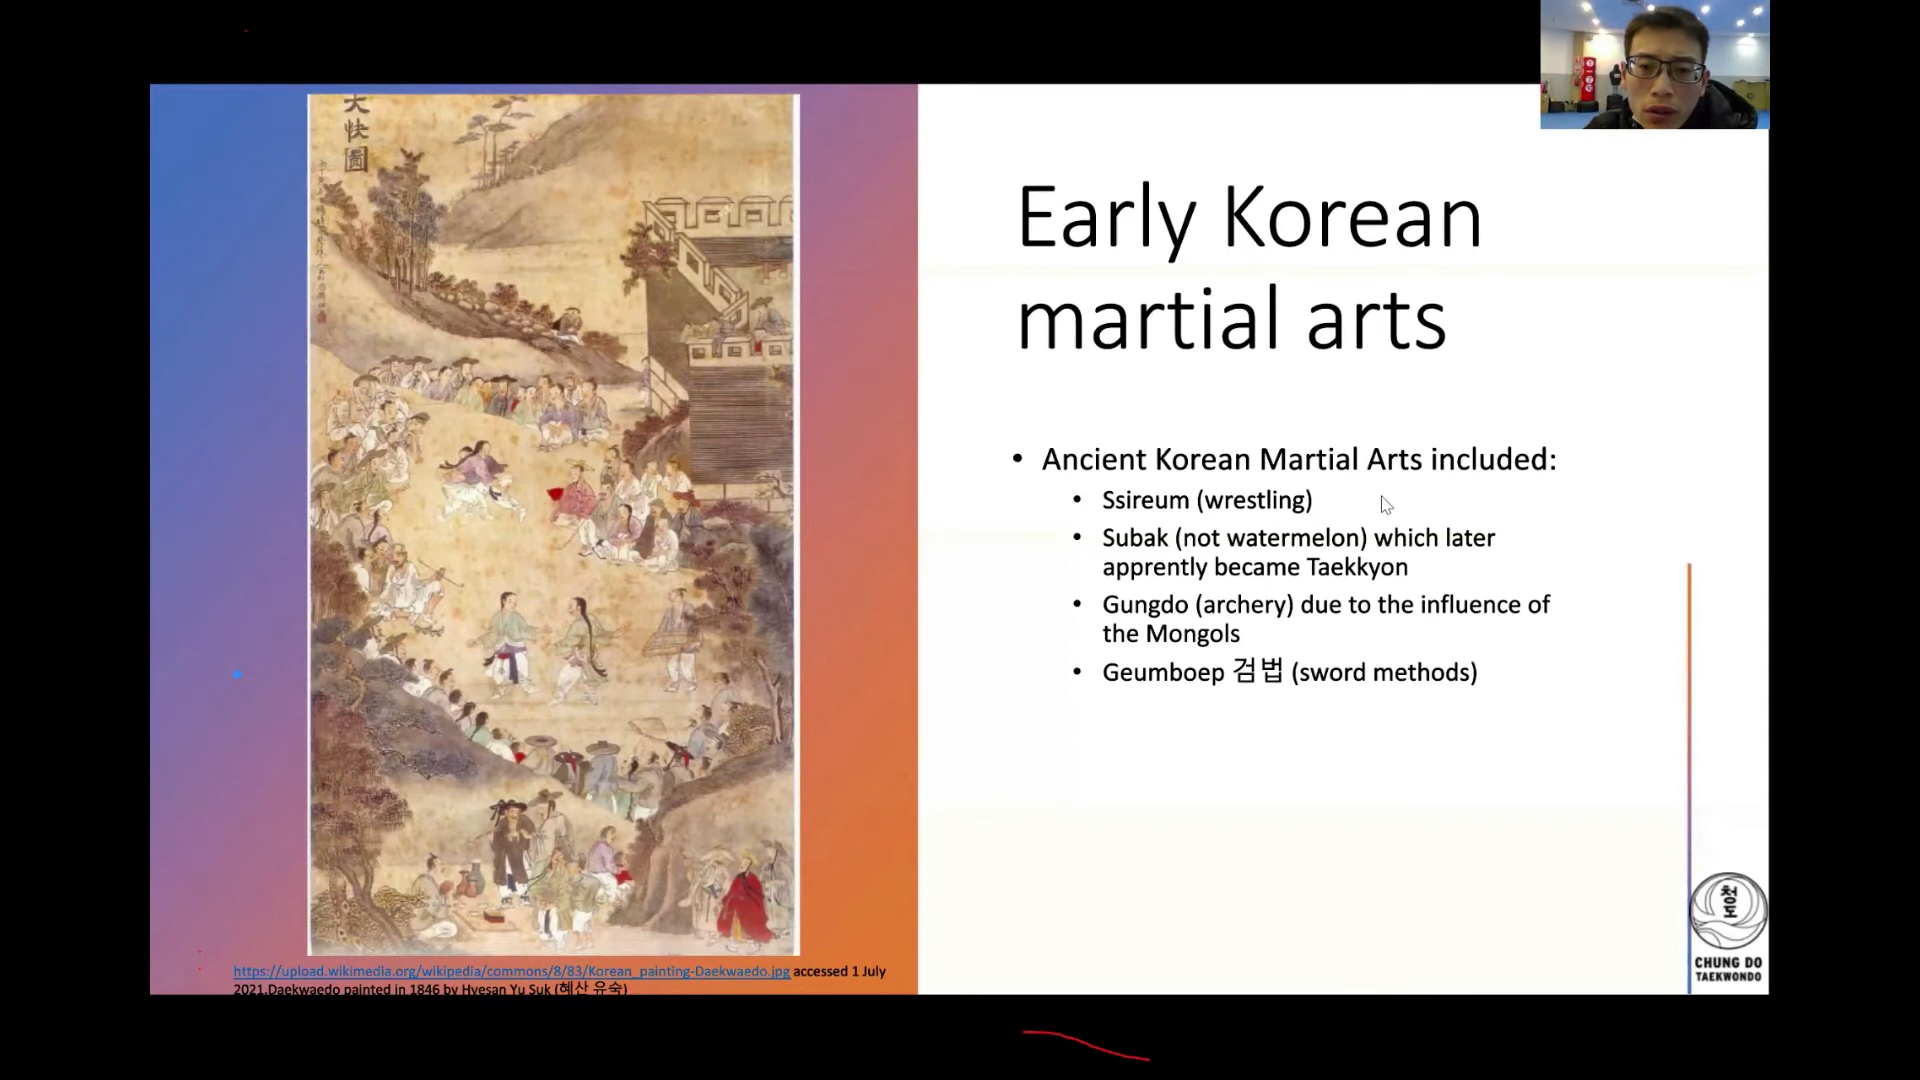 大快圖
Early Korean
martial arts
• Ancient Korean Martial Arts included:
• Ssireum (wrestling)
• Subak (not watermelon) which later
apprently became Taekkyon
• Gungdo (archery) due to the influence of
the Mongols
• Geumboep 검법 (sword methods)
https://upload.wikimedia.org/wikipedia/commons/8/83/Korean_painting-Daekwaedo.jpg accessed 1 July
2021.Daekwaedo painted in 1846 by Hyesan Yu Suk (혜산 유숙)
청도
CHUNG DO
TAEKWONDO